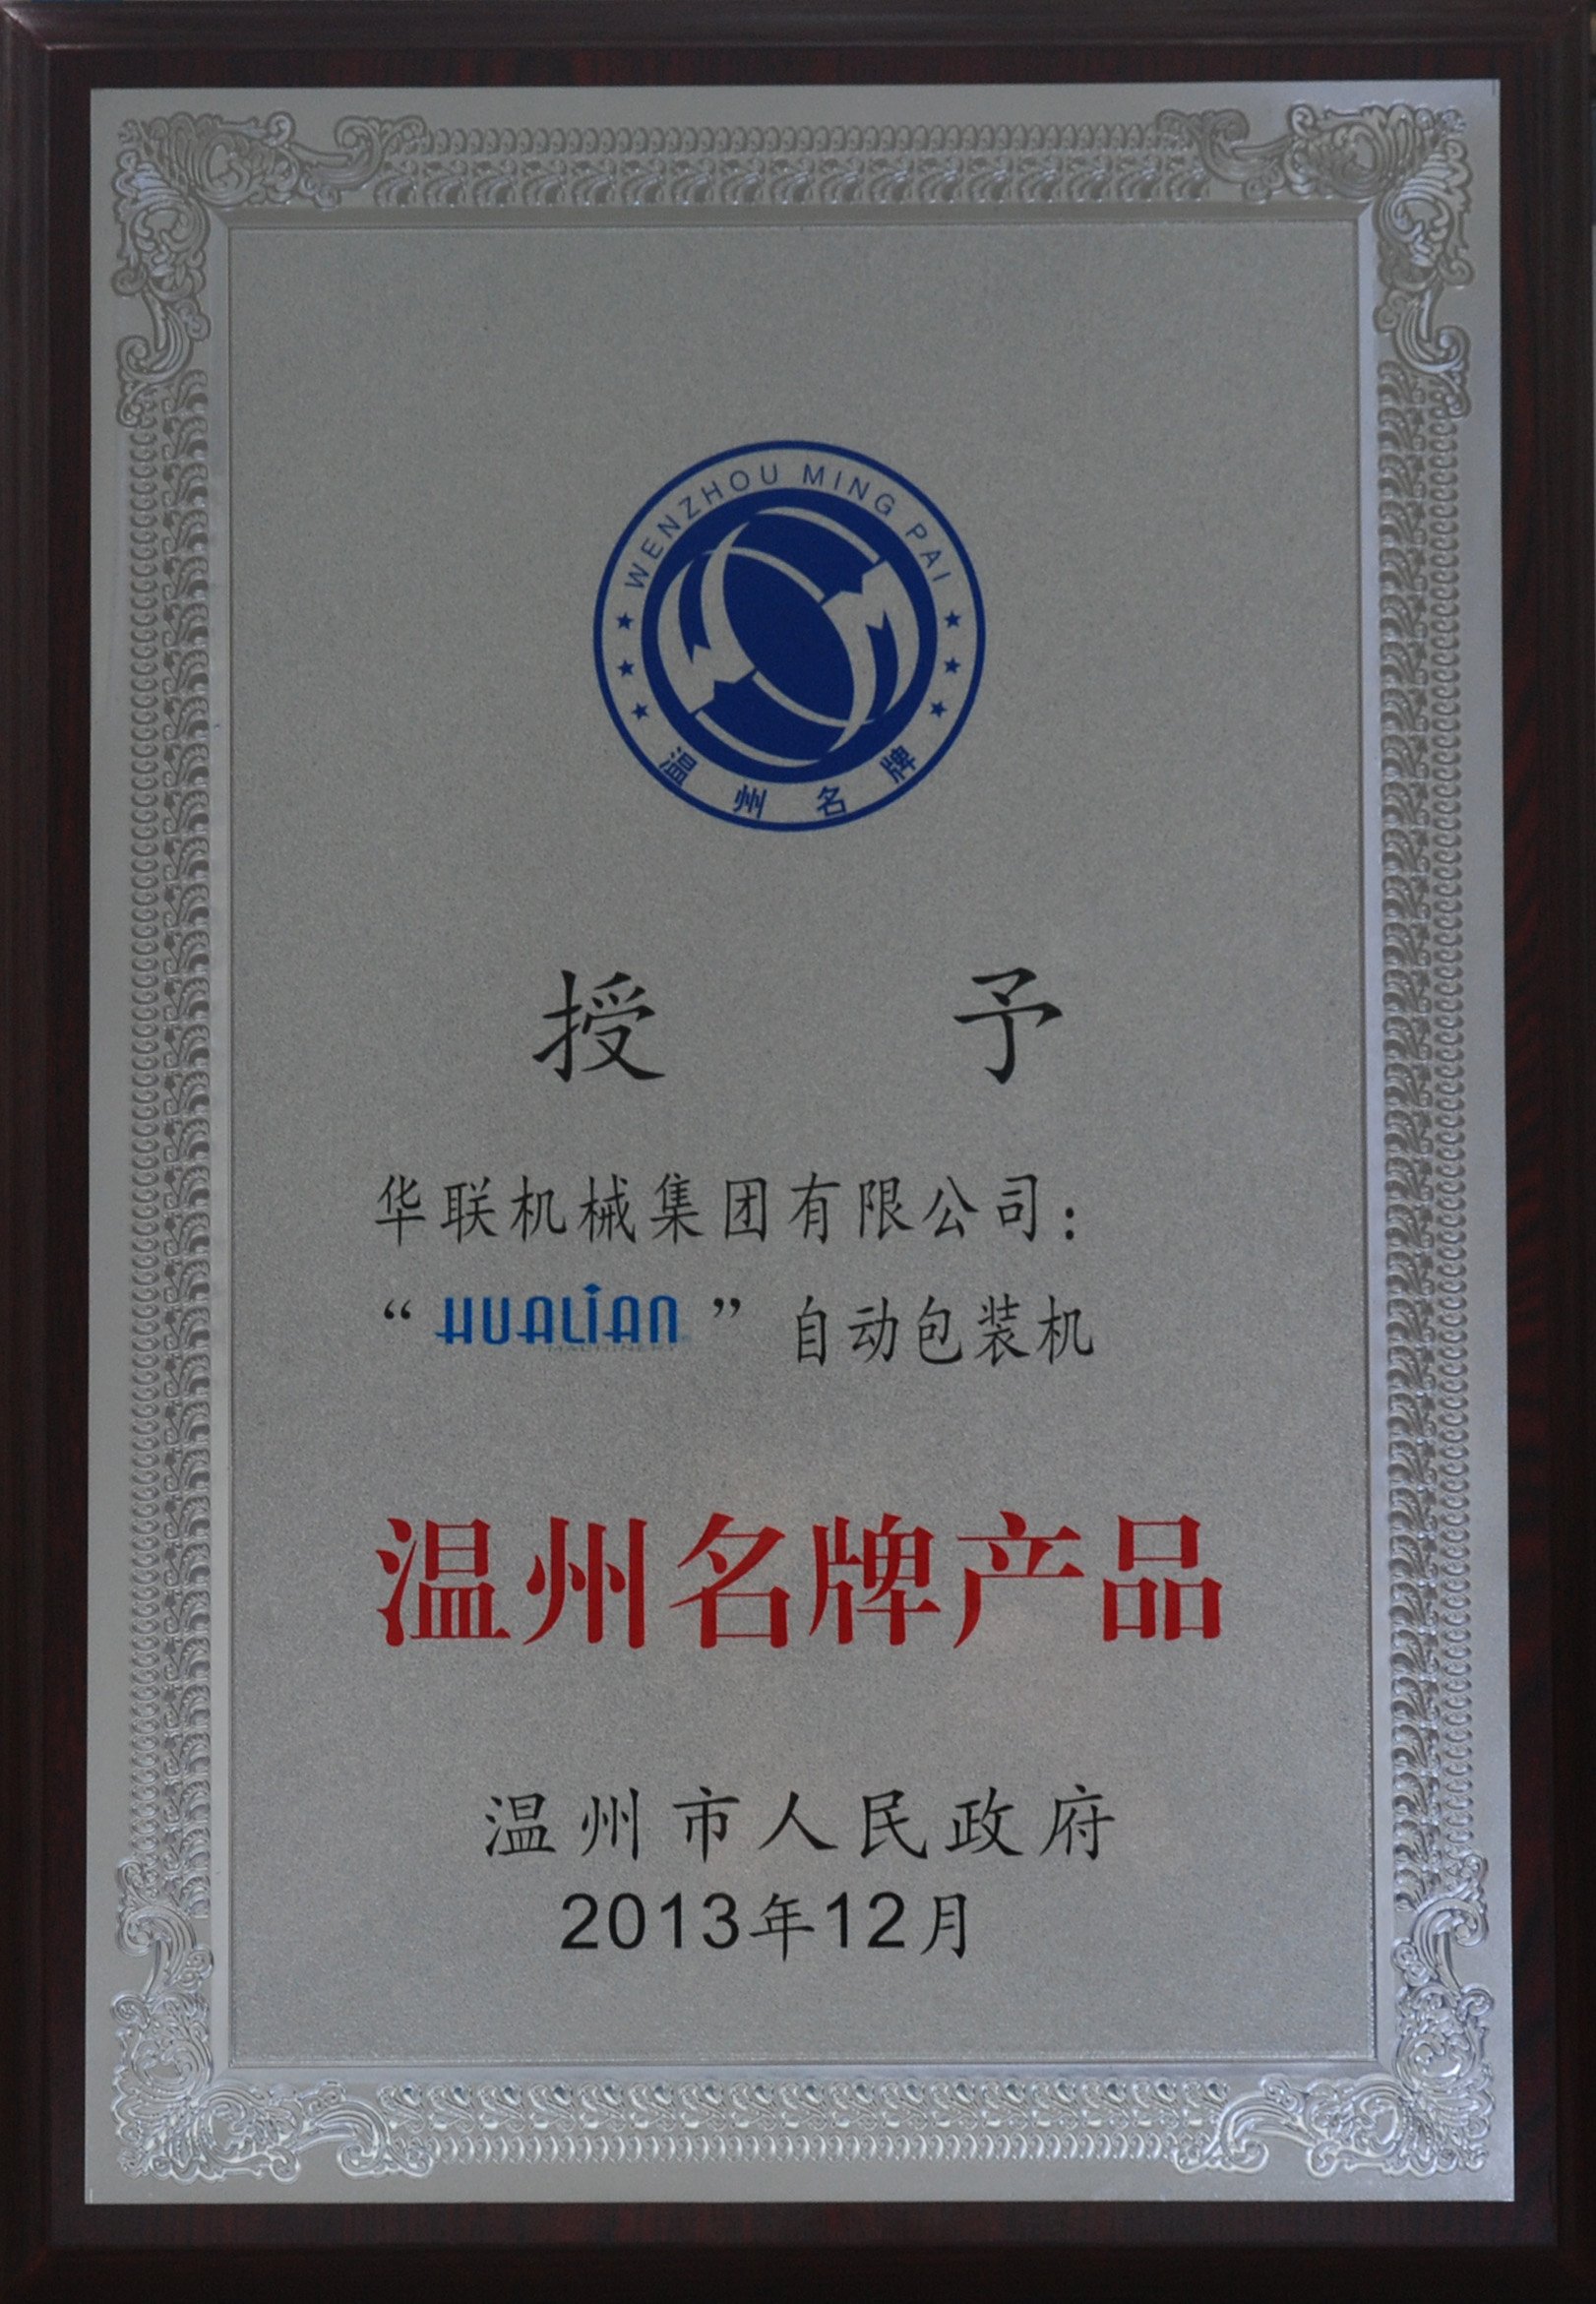 WENZHOU MING PAI
温州名牌
授予
华联机械集团有限公司：
“HUALIAN MACHINERY”自动包装机
温州名牌产品
温州市人民政府
2013年12月